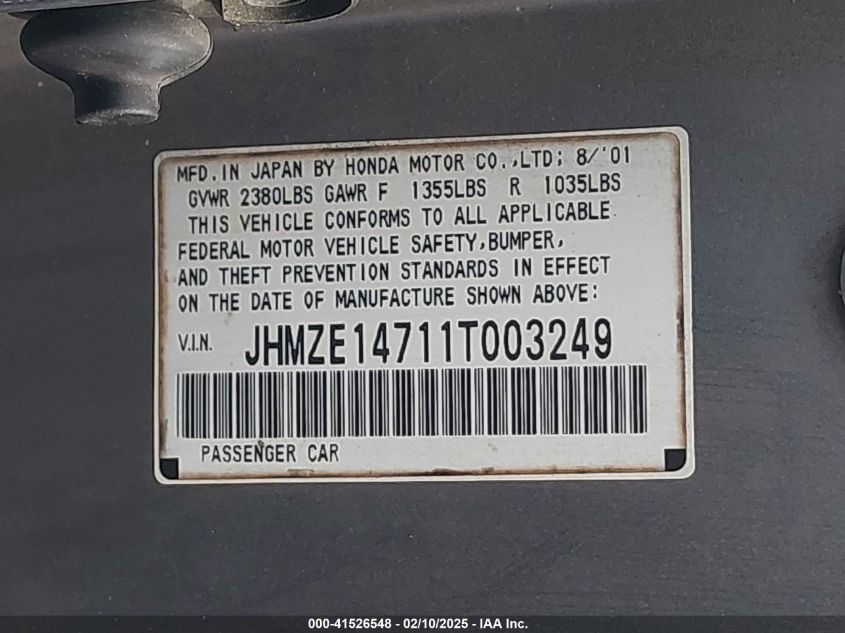 MFD. IN JAPAN BY HONDA MOTOR CO.,LTD; 8/'01
GVWR 2380LBS GAWR F 1355LBS R 1035LBS
THIS VEHICLE CONFORMS TO ALL APPLICABLE
FEDERAL MOTOR VEHICLE SAFETY,BUMPER,
AND THEFT PREVENTION STANDARDS IN EFFECT
ON THE DATE OF MANUFACTURE SHOWN ABOVE:
V.I.N. JHMZE14711T003249
PASSENGER CAR
000-41526548 - 02/10/2025 - IAA Inc.